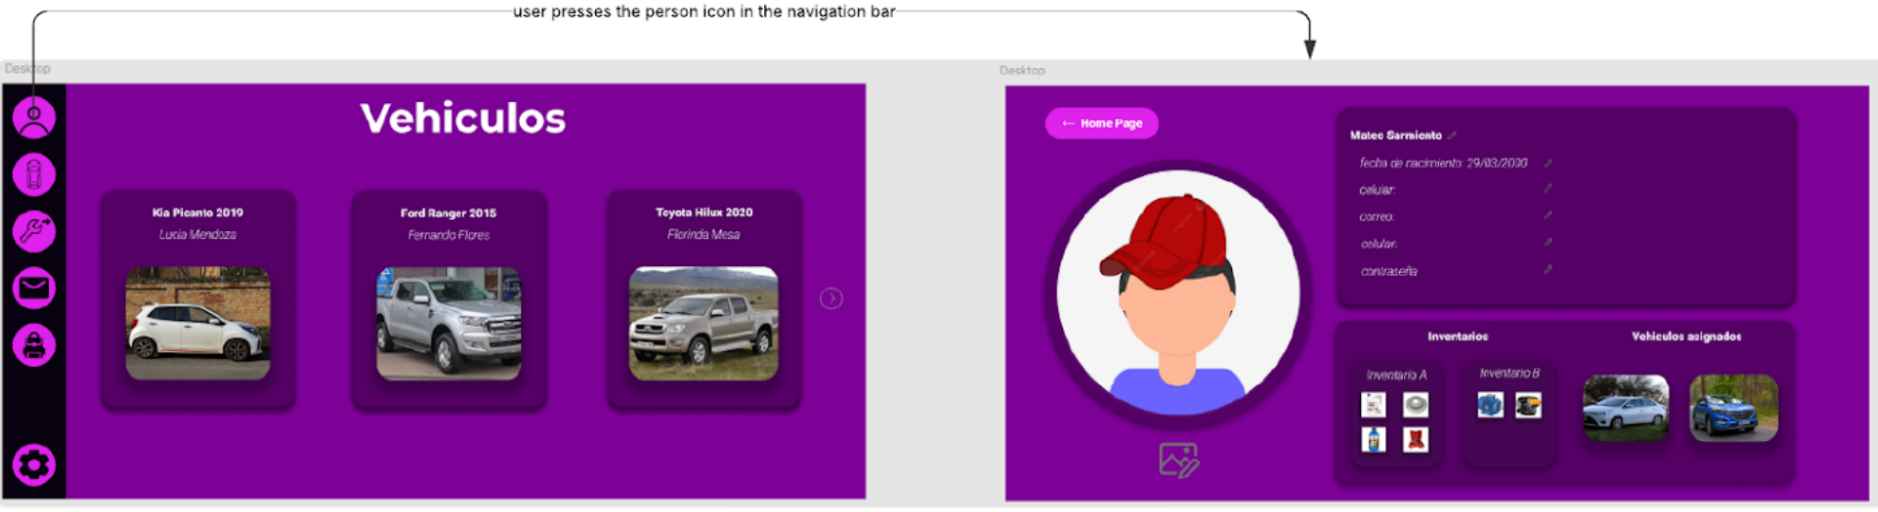 user presses the person icon in the navigation bar
Desktop
Vehiculos
Kia Picanto 2019
Lucia Mendoza
Ford Ranger 2015
Fernando Flores
Toyota Hilux 2020
Florinda Mesa
Desktop
← Home Page
Mateo Sarmiento
fecha de nacimiento: 29/03/2000
celular:
correo:
celular:
contraseña
Inventarios
Vehiculos asignados
Inventario A
Inventario B